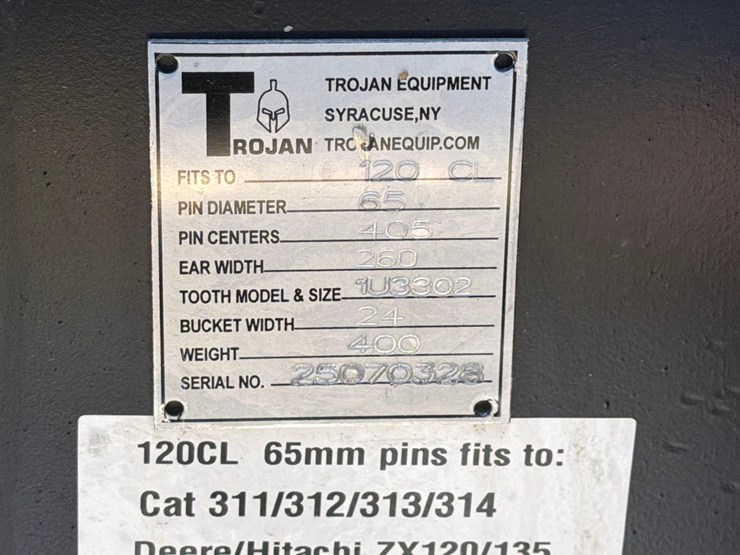 TROJAN
TROJAN EQUIPMENT
SYRACUSE,NY
TROJANEQUIP.COM
FITS TO 120 CL
PIN DIAMETER 65
PIN CENTERS 405
EAR WIDTH 260
TOOTH MODEL & SIZE 1U3302
BUCKET WIDTH 24
WEIGHT 400
SERIAL NO. 25070328
120CL 65mm pins fits to:
Cat 311/312/313/314
Deere/Hitachi ZX120/135